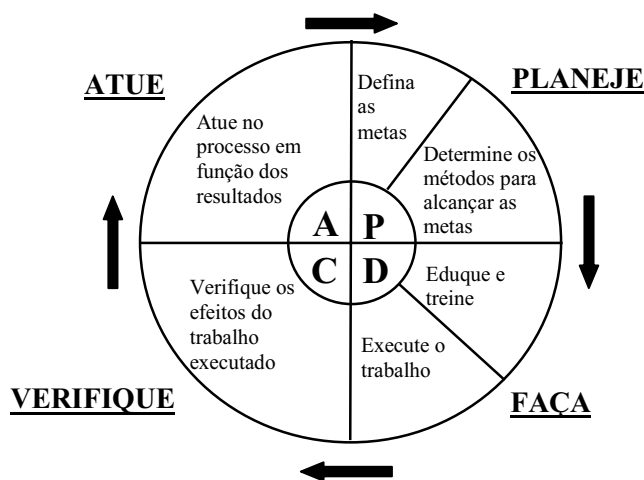 ATUE
PLANEJE
Defina
as
metas
Atue no
processo em
função dos
resultados
Determine os
métodos para
alcançar as
metas
A P
C D
Verifique os
efeitos do
trabalho
executado
Eduque e
treine
Execute o
trabalho
VERIFIQUE
FAÇA